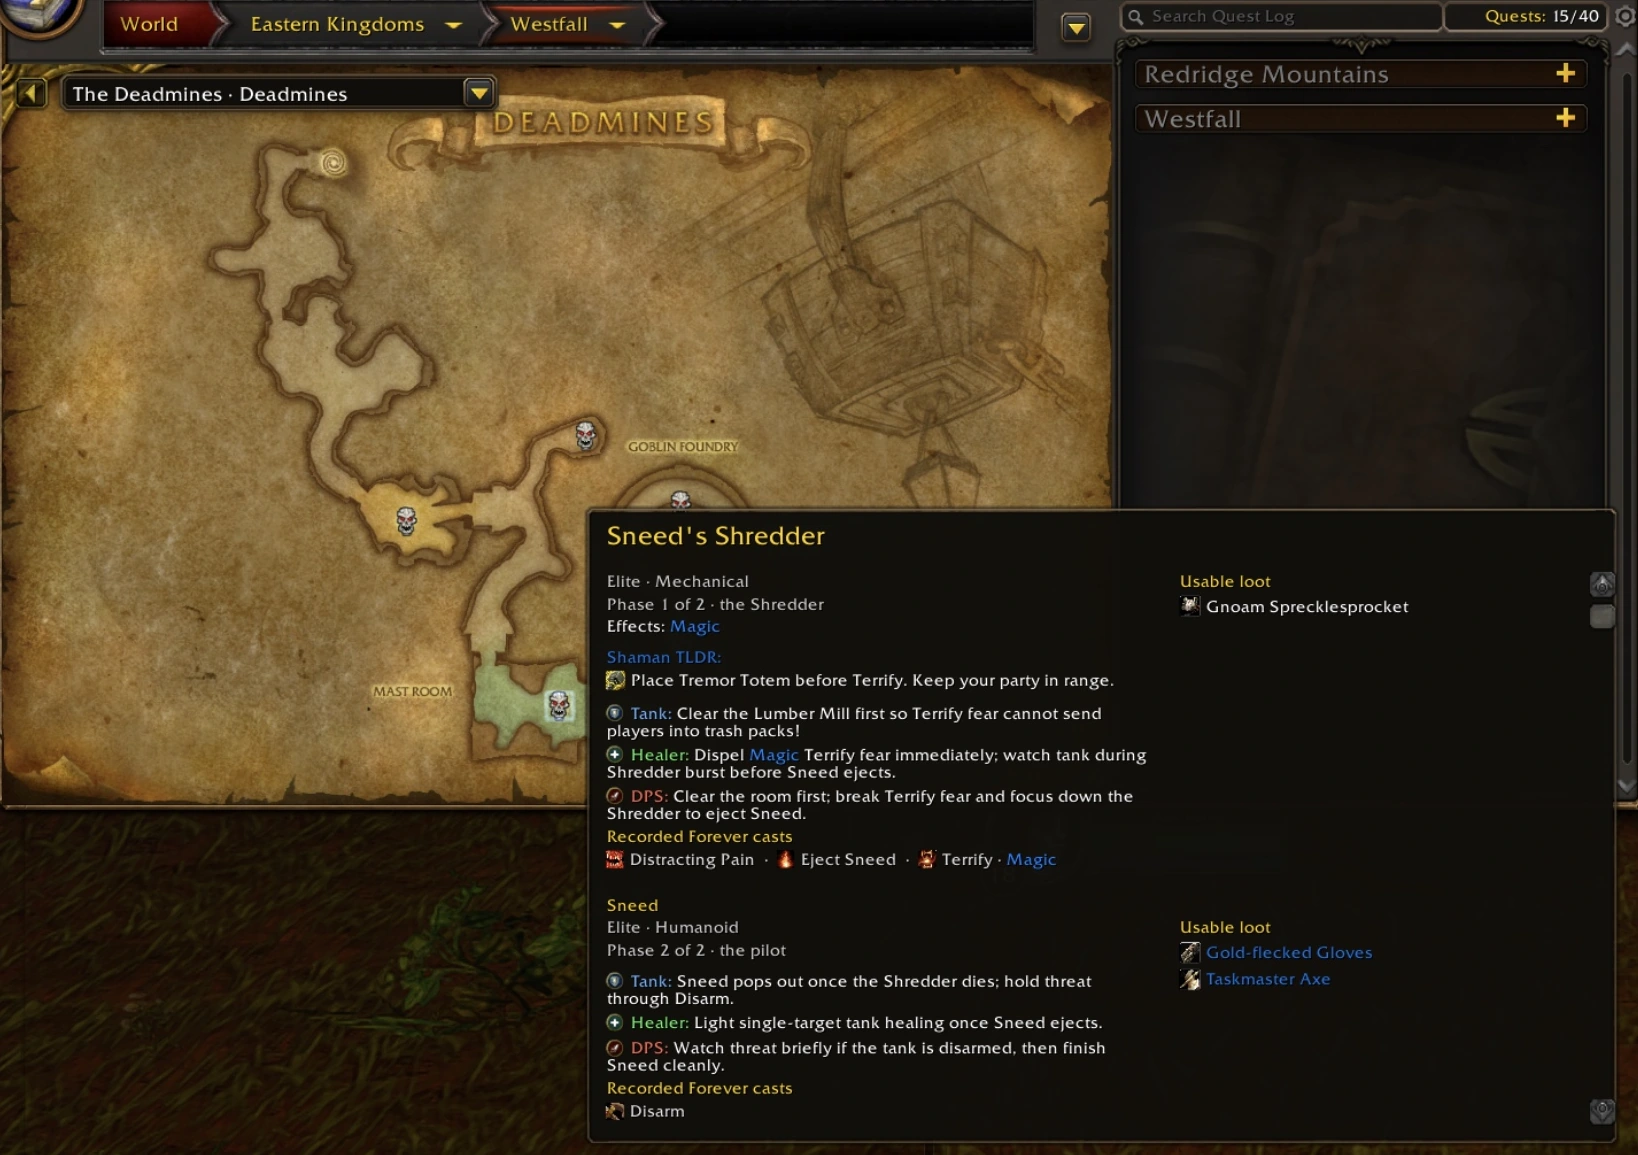 World
Eastern Kingdoms
Westfall
Search Quest Log
Quests: 15/40
The Deadmines · Deadmines
DEADMINES
Redridge Mountains
Westfall
GOBLIN FOUNDRY
MAST ROOM
Sneed's Shredder
Elite · Mechanical
Phase 1 of 2 · the Shredder
Effects: Magic
Shaman TLDR:
Place Tremor Totem before Terrify. Keep your party in range.
Tank: Clear the Lumber Mill first so Terrify fear cannot send
players into trash packs!
Healer: Dispel Magic Terrify fear immediately; watch tank during
Shredder burst before Sneed ejects.
DPS: Clear the room first; break Terrify fear and focus down the
Shredder to eject Sneed.
Recorded Forever casts
Distracting Pain · Eject Sneed · Terrify · Magic
Usable loot
Gnoam Sprecklesprocket
Sneed
Elite · Humanoid
Phase 2 of 2 · the pilot
Tank: Sneed pops out once the Shredder dies; hold threat
through Disarm.
Healer: Light single-target tank healing once Sneed ejects.
DPS: Watch threat briefly if the tank is disarmed, then finish
Sneed cleanly.
Recorded Forever casts
Disarm
Usable loot
Gold-flecked Gloves
Taskmaster Axe